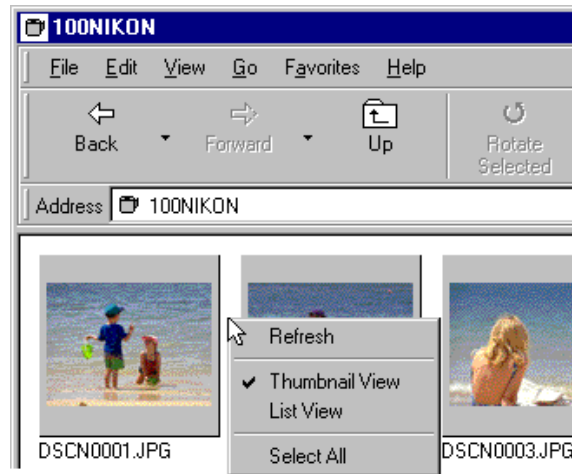 100NIKON
File Edit View Go Favorites Help
Back Forward Up Rotate
Selected
Address 100NIKON
Refresh
Thumbnail View
List View
Select All
DSCN0001.JPG DSCN0003.JPG